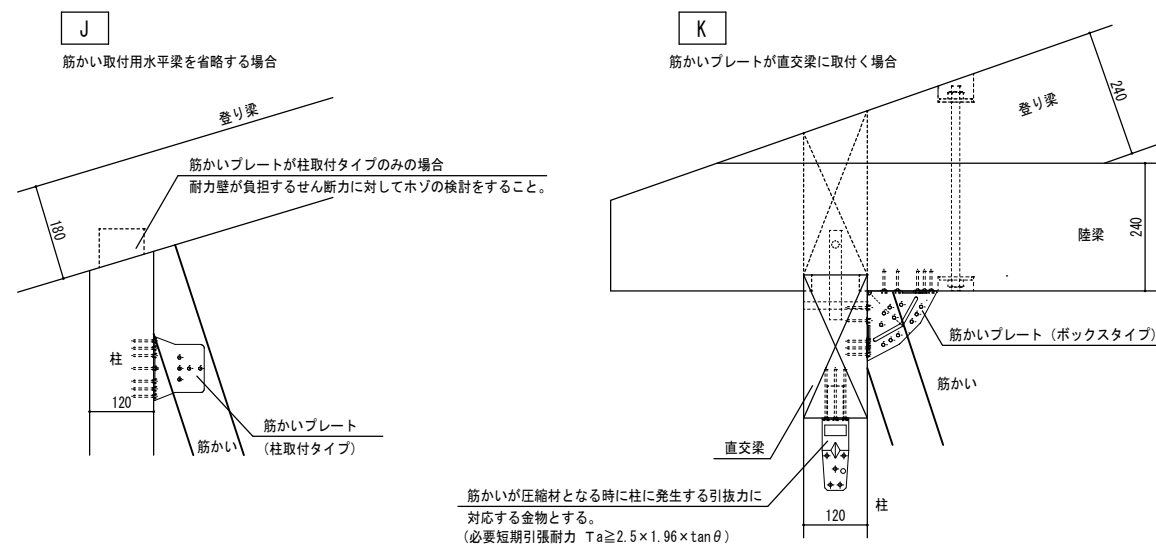 J
筋かい取付用水平梁を省略する場合
登り梁
筋かいプレートが柱取付タイプのみの場合
耐力壁が負担するせん断力に対してホゾの検討をすること。
180
柱
120
筋かいプレート
(柱取付タイプ)
筋かい
K
筋かいプレートが直交梁に取付く場合
240
登り梁
陸梁
240
筋かいプレート (ボックスタイプ)
筋かい
直交梁
筋かいが圧縮材となる時に柱に発生する引抜力に
対応する金物とする。
(必要短期引張耐力 Ta≧2.5×1.96×tanθ)
柱
120